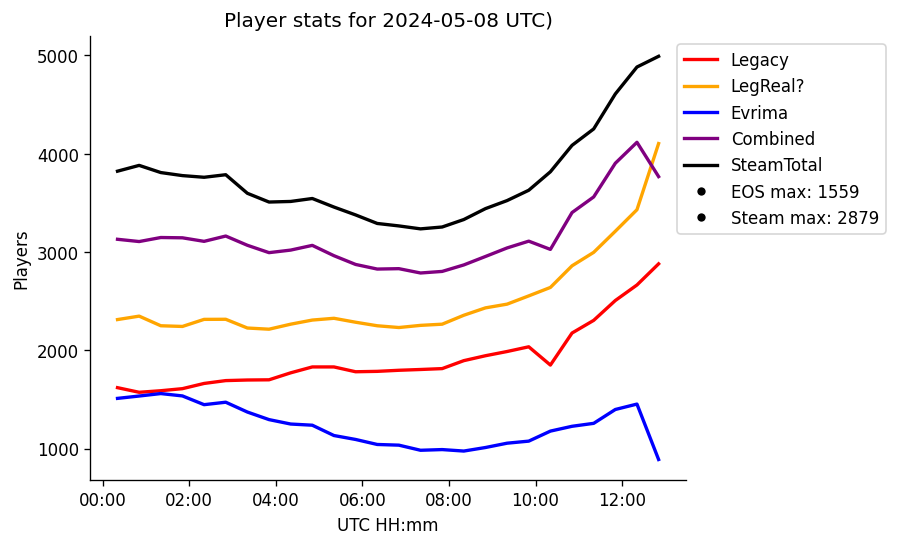 Player stats for 2024-05-08 UTC)
5000
4000
3000
2000
1000
Players
00:00 02:00 04:00 06:00 08:00 10:00 12:00
UTC HH:mm
Legacy
LegReal?
Evrima
Combined
SteamTotal
EOS max: 1559
Steam max: 2879